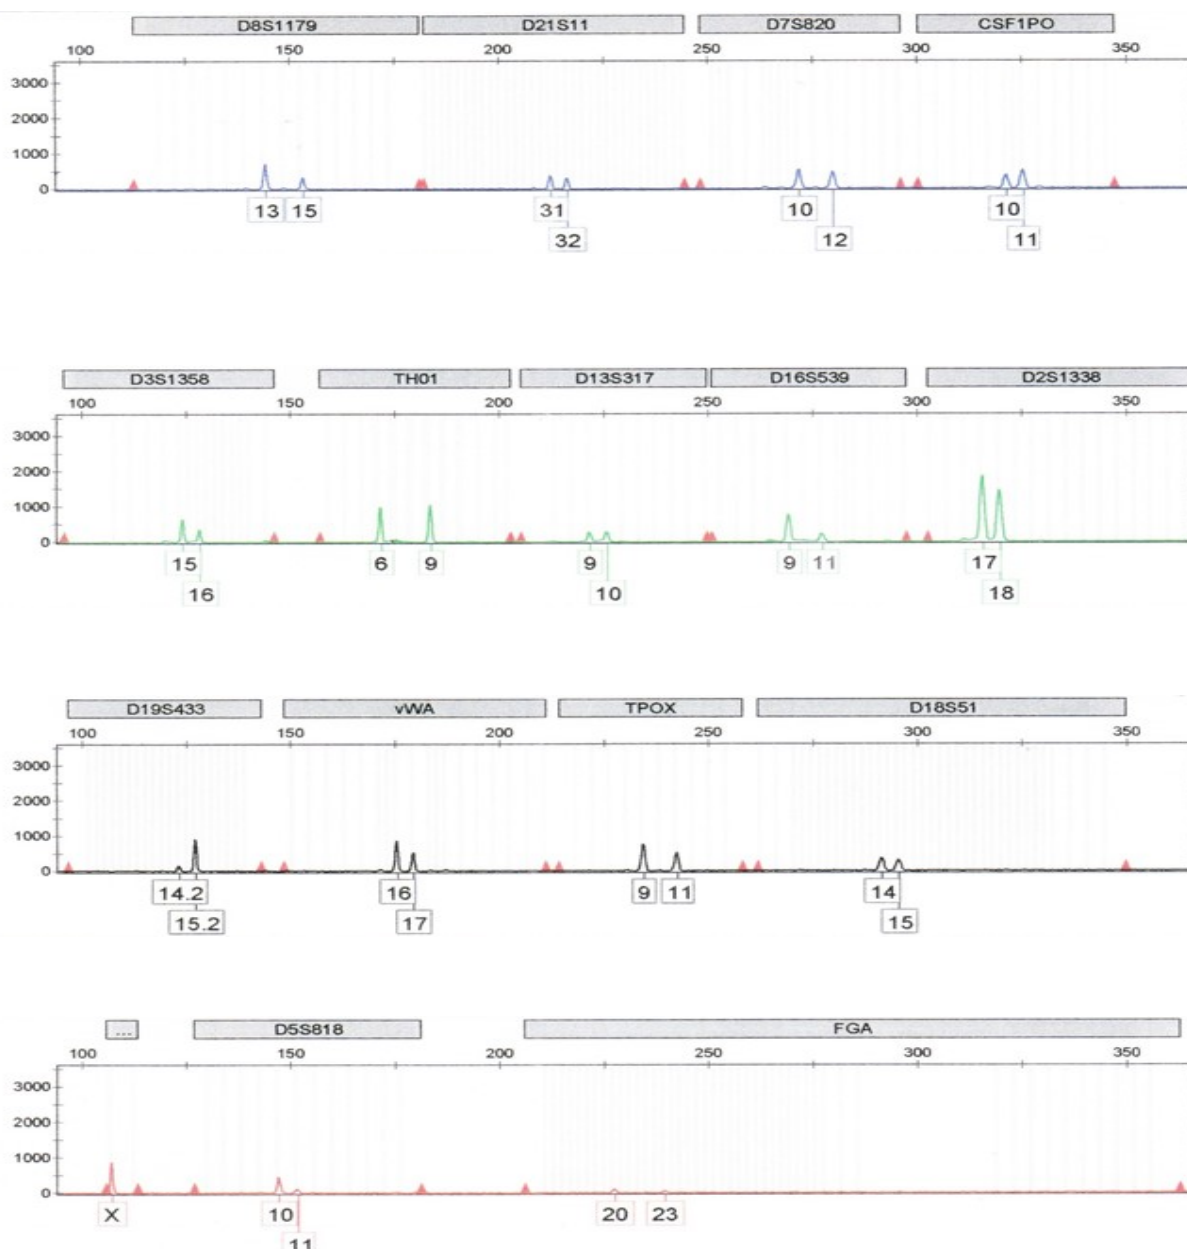 D8S1179 D21S11 D7S820 CSF1PO
100 150 200 250 300 350
3000
2000
1000
0
13 15 31 10 10
32 12 11
D3S1358 TH01 D13S317 D16S539 D2S1338
100 150 200 250 300 350
3000
2000
1000
0
15 6 9 9 9 11 17
16 10 18
D19S433 vWA TPOX D18S51
100 150 200 250 300 350
3000
2000
1000
0
14.2 16 9 11 14
15.2 17 15
... D5S818 FGA
100 150 200 250 300 350
3000
2000
1000
0
X 10 20 23
11